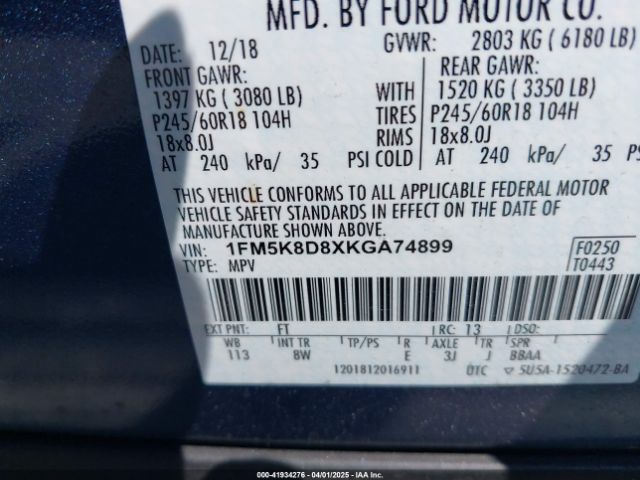 MFD. BY FORD MOTOR CO.
DATE: 12/18 GVWR: 2803 KG ( 6180 LB)
FRONT GAWR: REAR GAWR:
1397 KG ( 3080 LB) WITH 1520 KG ( 3350 LB)
P245/60R18 104H TIRES P245/60R18 104H
18x8.0J RIMS 18x8.0J
AT 240 kPa/ 35 PSI COLD AT 240 kPa/ 35 PS
THIS VEHICLE CONFORMS TO ALL APPLICABLE FEDERAL MOTOR
VEHICLE SAFETY STANDARDS IN EFFECT ON THE DATE OF
MANUFACTURE SHOWN ABOVE.
VIN: 1FM5K8D8XKGA74899 F0250
TYPE: MPV T0443
EXT PNT: FT RC: 13 DSO:
WB INT TR TP/PS R AXLE TR SPR
113 8W E 3J J BBAA
1201812016911 UTC 5U5A-1520472-BA
00-41934276 - 04/01/2025 - IAA Inc.